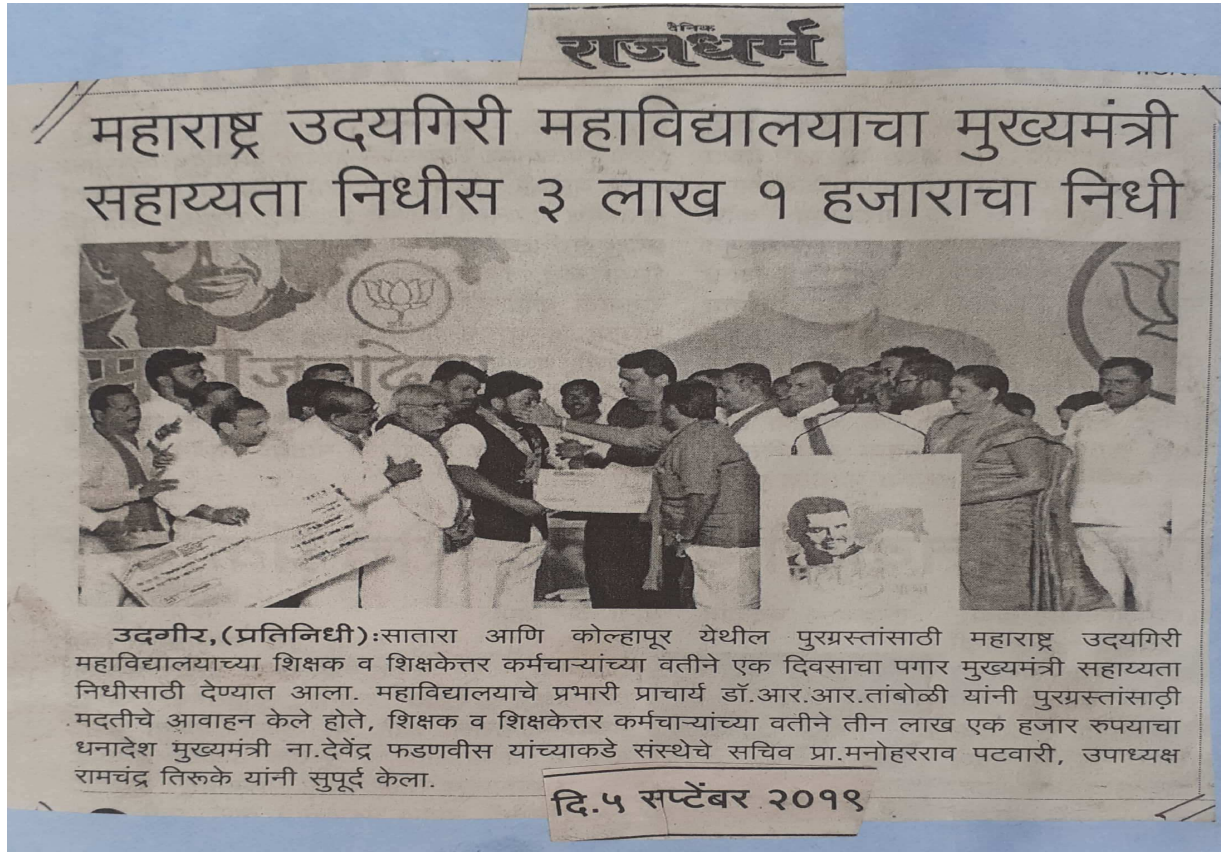 दैनिक
राजधर्म
महाराष्ट्र उदयगिरी महाविद्यालयाचा मुख्यमंत्री
सहाय्यता निधीस ३ लाख १ हजाराचा निधी
जनादेश
उदगीर,(प्रतिनिधी):सातारा आणि कोल्हापूर येथील पुरग्रस्तांसाठी महाराष्ट्र उदयगिरी
महाविद्यालयाच्या शिक्षक व शिक्षकेत्तर कर्मचाऱ्यांच्या वतीने एक दिवसाचा पगार मुख्यमंत्री सहाय्यता
निधीसाठी देण्यात आला. महाविद्यालयाचे प्रभारी प्राचार्य डॉ.आर.आर.तांबोळी यांनी पुरग्रस्तांसाठी
मदतीचे आवाहन केले होते, शिक्षक व शिक्षकेत्तर कर्मचाऱ्यांच्या वतीने तीन लाख एक हजार रुपयाचा
धनादेश मुख्यमंत्री ना.देवेंद्र फडणवीस यांच्याकडे संस्थेचे सचिव प्रा.मनोहरराव पटवारी, उपाध्यक्ष
रामचंद्र तिरूके यांनी सुपूर्द केला.
दि.५ सप्टेंबर २०१९